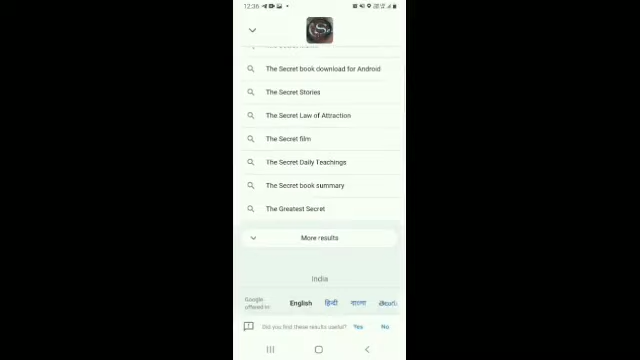 12:36
The Secret book download for Android
The Secret Stories
The Secret Law of Attraction
The Secret film
The Secret Daily Teachings
The Secret book summary
The Greatest Secret
More results
India
Google
offered in:
English हिन्दी বাংলা తెలుగు
Did you find these results useful? Yes No